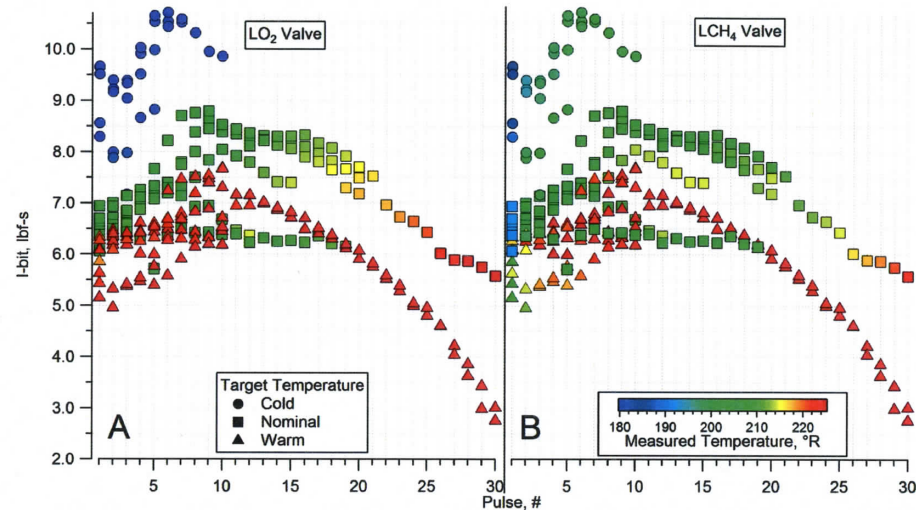 LO₂ Valve
LCH₄ Valve
I-bit, lbf-s
10.0
9.0
8.0
7.0
6.0
5.0
4.0
3.0
2.0
Target Temperature
Cold
Nominal
Warm
A
B
180 190 200 210 220
Measured Temperature, °R
5 10 15 20 25 30
5 10 15 20 25 30
Pulse, #